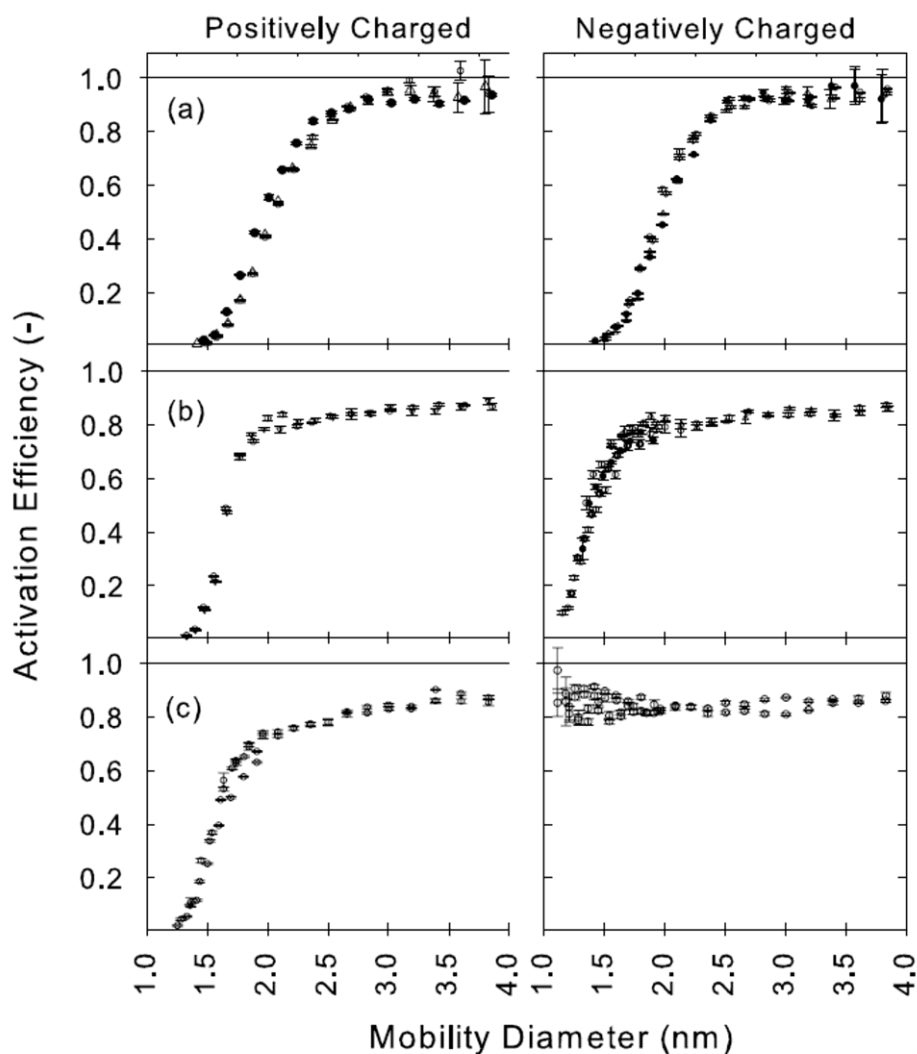 Positively Charged Negatively Charged
1.0
(a)
0.8
0.6
0.4
0.2
1.0
(b)
0.8
0.6
0.4
0.2
1.0
(c)
0.8
0.6
0.4
0.2
Activation Efficiency (-)
1.0 1.5 2.0 2.5 3.0 3.5 4.0 1.0 1.5 2.0 2.5 3.0 3.5 4.0
Mobility Diameter (nm)